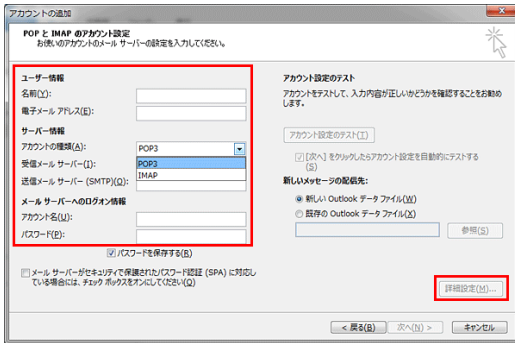 アカウントの追加
POP と IMAP のアカウント設定
お使いのアカウントのメール サーバーの設定を入力してください。
ユーザー情報
名前(Y):
電子メール アドレス(E):
サーバー情報
アカウントの種類(A):
POP3
受信メール サーバー(I):
POP3
送信メール サーバー (SMTP)(O):
IMAP
メール サーバーへのログオン情報
アカウント名(U):
パスワード(P):
パスワードを保存する(R)
メール サーバーがセキュリティで保護されたパスワード認証 (SPA) に対応し
ている場合には、チェック ボックスをオンにしてください(Q)
アカウント設定のテスト
アカウントをテストして、入力内容が正しいかどうかを確認することをお勧め
します。
アカウント設定のテスト(T)
[次へ] をクリックしたらアカウント設定を自動的にテストする
(S)
新しいメッセージの配信先:
新しい Outlook データ ファイル(W)
既存の Outlook データ ファイル(X)
参照(S)
詳細設定(M)...
< 戻る(B)
次へ(N) >
キャンセル